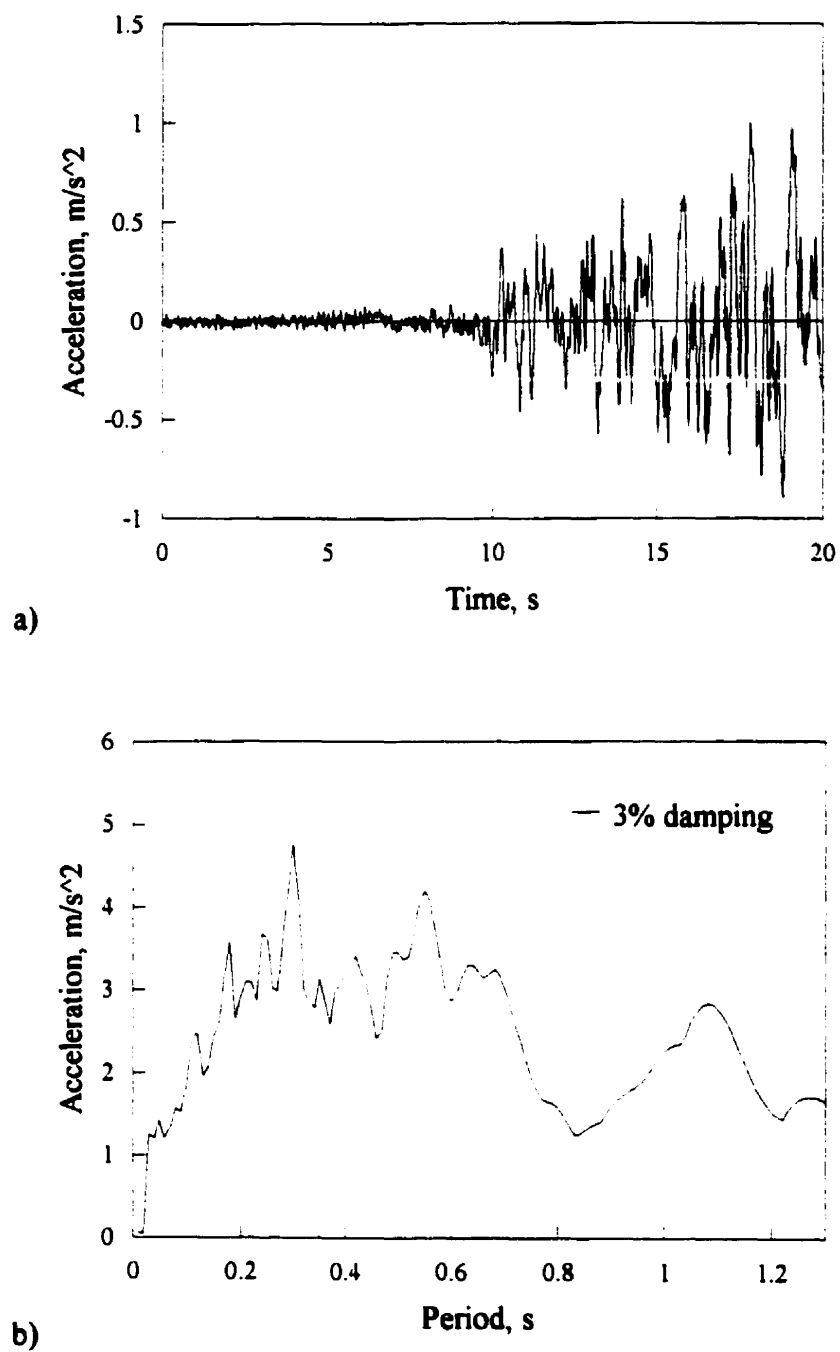 1.5
1
0.5
0
-0.5
-1
Acceleration, m/s^2
0 5 10 15 20
Time, s
a)
6
5
4
3
2
1
0
Acceleration, m/s^2
3% damping
0 0.2 0.4 0.6 0.8 1 1.2
Period, s
b)